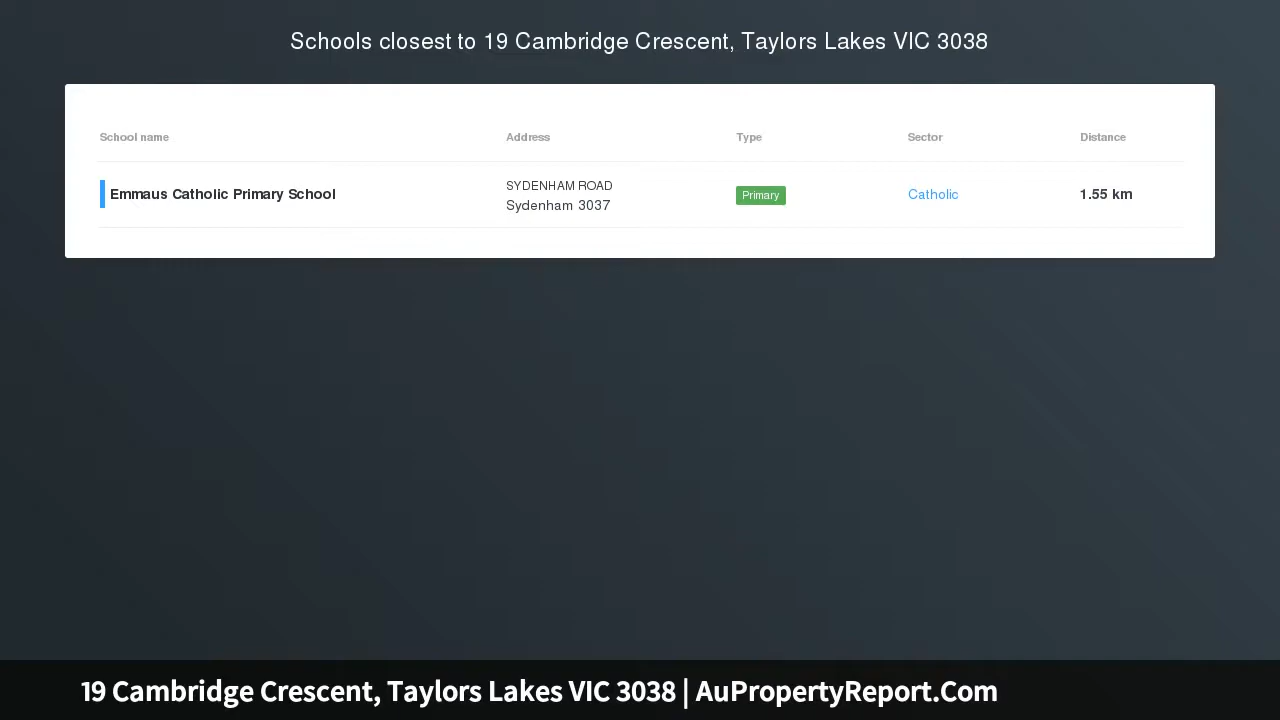 Schools closest to 19 Cambridge Crescent, Taylors Lakes VIC 3038
School name Address Type Sector Distance
Emmaus Catholic Primary School SYDENHAM ROAD Primary Catholic 1.55 km
Sydenham 3037
19 Cambridge Crescent, Taylors Lakes VIC 3038 | AuPropertyReport.Com